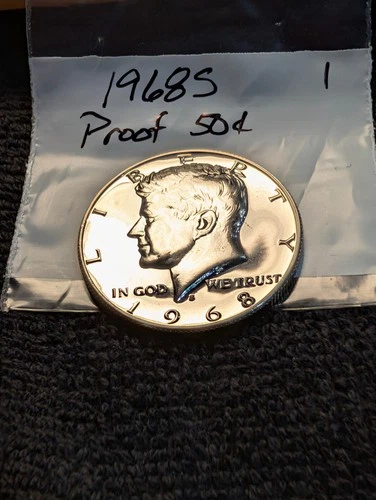 1968S 1
Proof 50¢
LIBERTY
IN GOD WE TRUST
S
1968